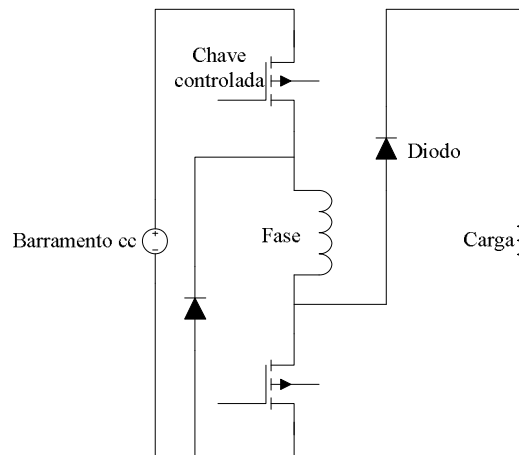 Chave
controlada
Diodo
Fase
Barramento cc
Carga